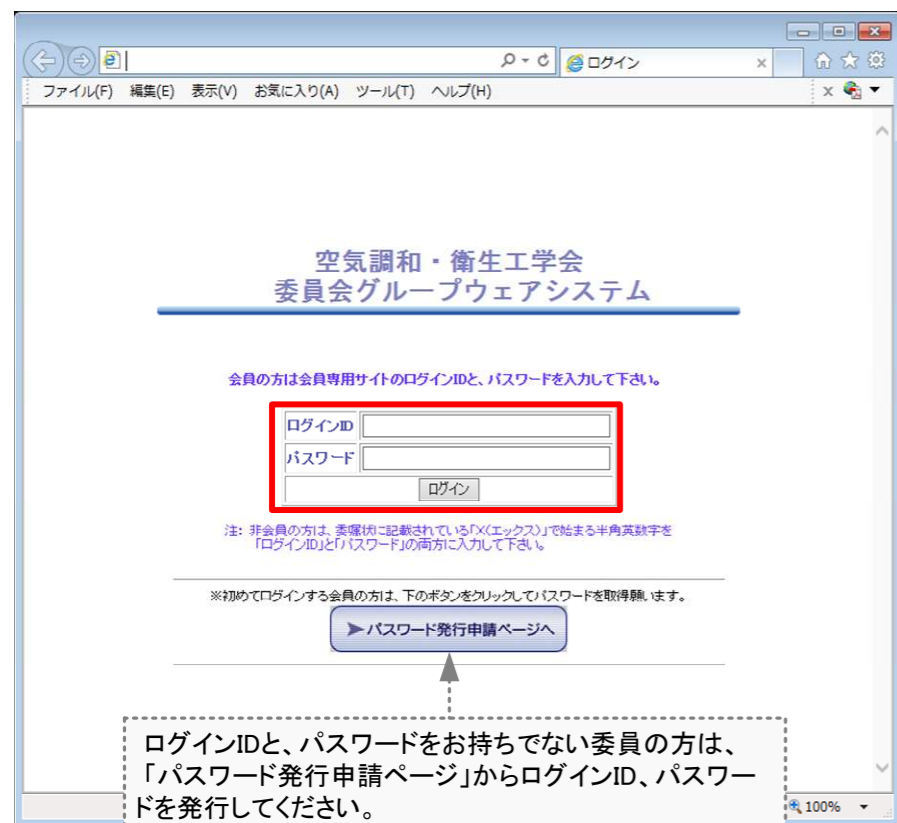 ログイン
ファイル(F) 編集(E) 表示(V) お気に入り(A) ツール(T) ヘルプ(H)
空気調和・衛生工学会
委員会グループウェアシステム
会員の方は会員専用サイトのログインIDと、パスワードを入力して下さい。
ログインID
パスワード
ログイン
注: 非会員の方は、委嘱状に記載されている「X(エックス)」で始まる半角英数字を
「ログインID」と「パスワード」の両方に入力して下さい。
※初めてログインする会員の方は、下のボタンをクリックしてパスワードを取得願います。
➤パスワード発行申請ページへ
ログインIDと、パスワードをお持ちでない委員の方は、
「パスワード発行申請ページ」からログインID、パスワー
ドを発行してください。
100%